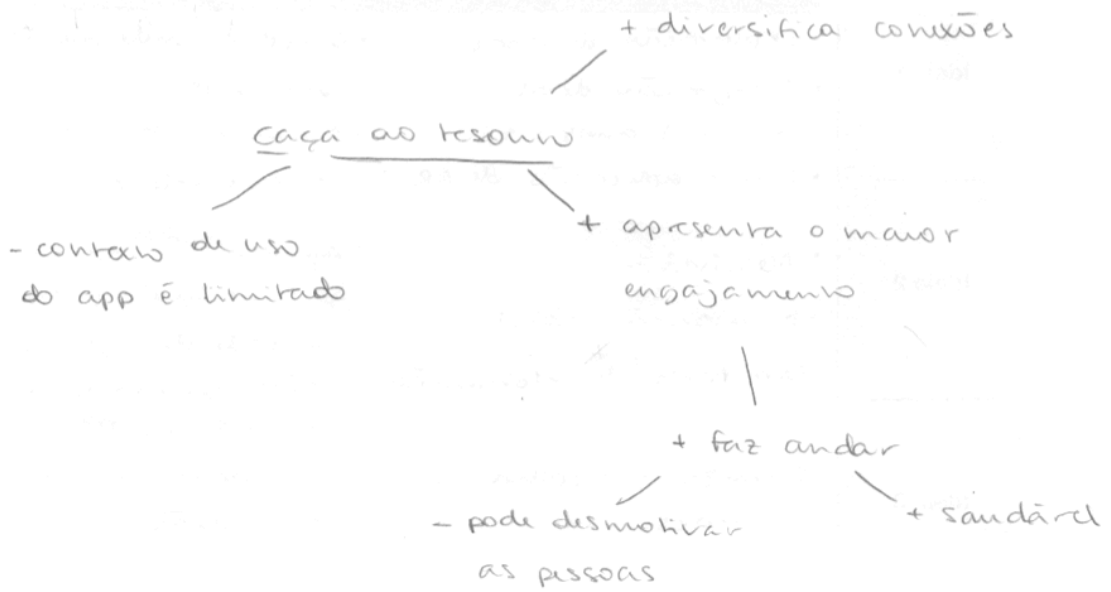 + diversifica conexões
caça ao tesouro
- contexto de uso
do app é limitado
+ apresenta o maior
engajamento
+ faz andar
- pode desmotivar
as pessoas
+ saudável